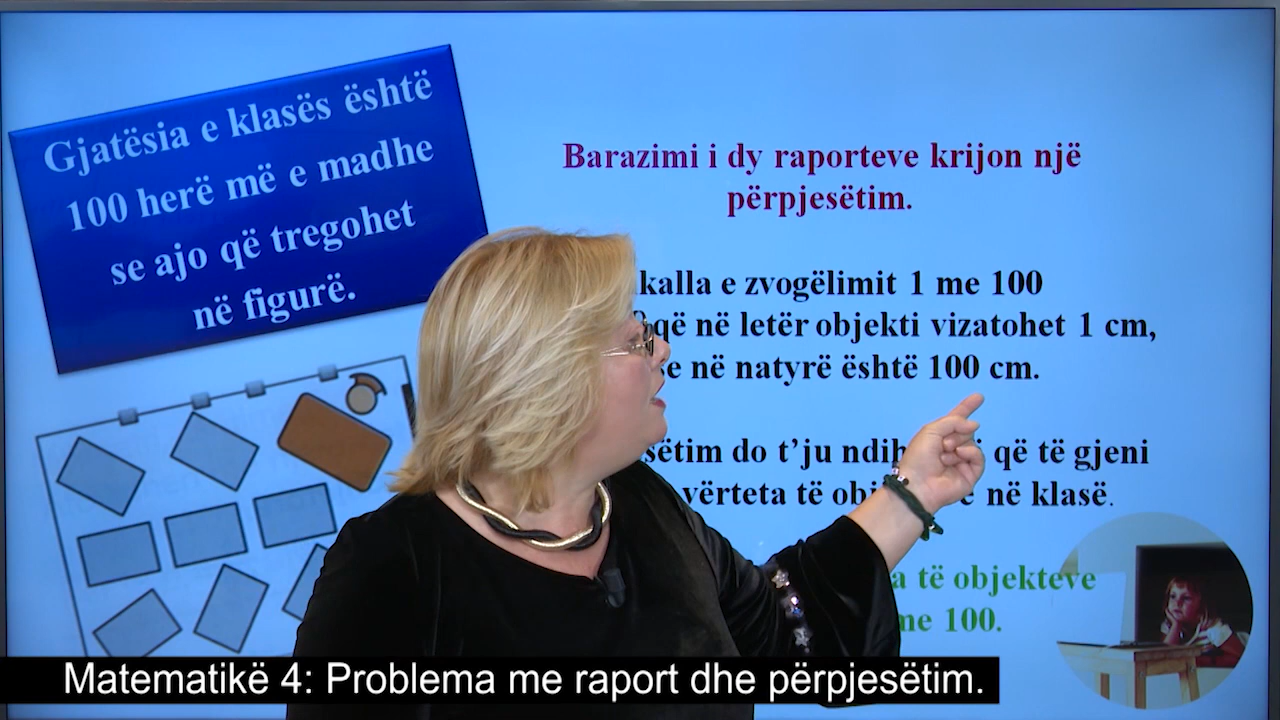 Gjatësia e klasës është
100 herë më e madhe
se ajo që tregohet
në figurë.
Barazimi i dy raporteve krijon një
përpjesëtim.
kalla e zvogëlimit 1 me 100
që në letër objekti vizatohet 1 cm,
se në natyrë është 100 cm.
sëtim do t’ju ndih që të gjeni
vërteta të obj e në klasë.
a të objekteve
me 100.
Matematikë 4: Problema me raport dhe përpjesëtim.